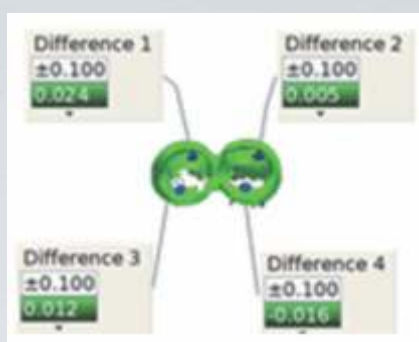 Difference 1
±0.100
0.024
Difference 2
±0.100
0.005
Difference 3
±0.100
0.012
Difference 4
±0.100
-0.016